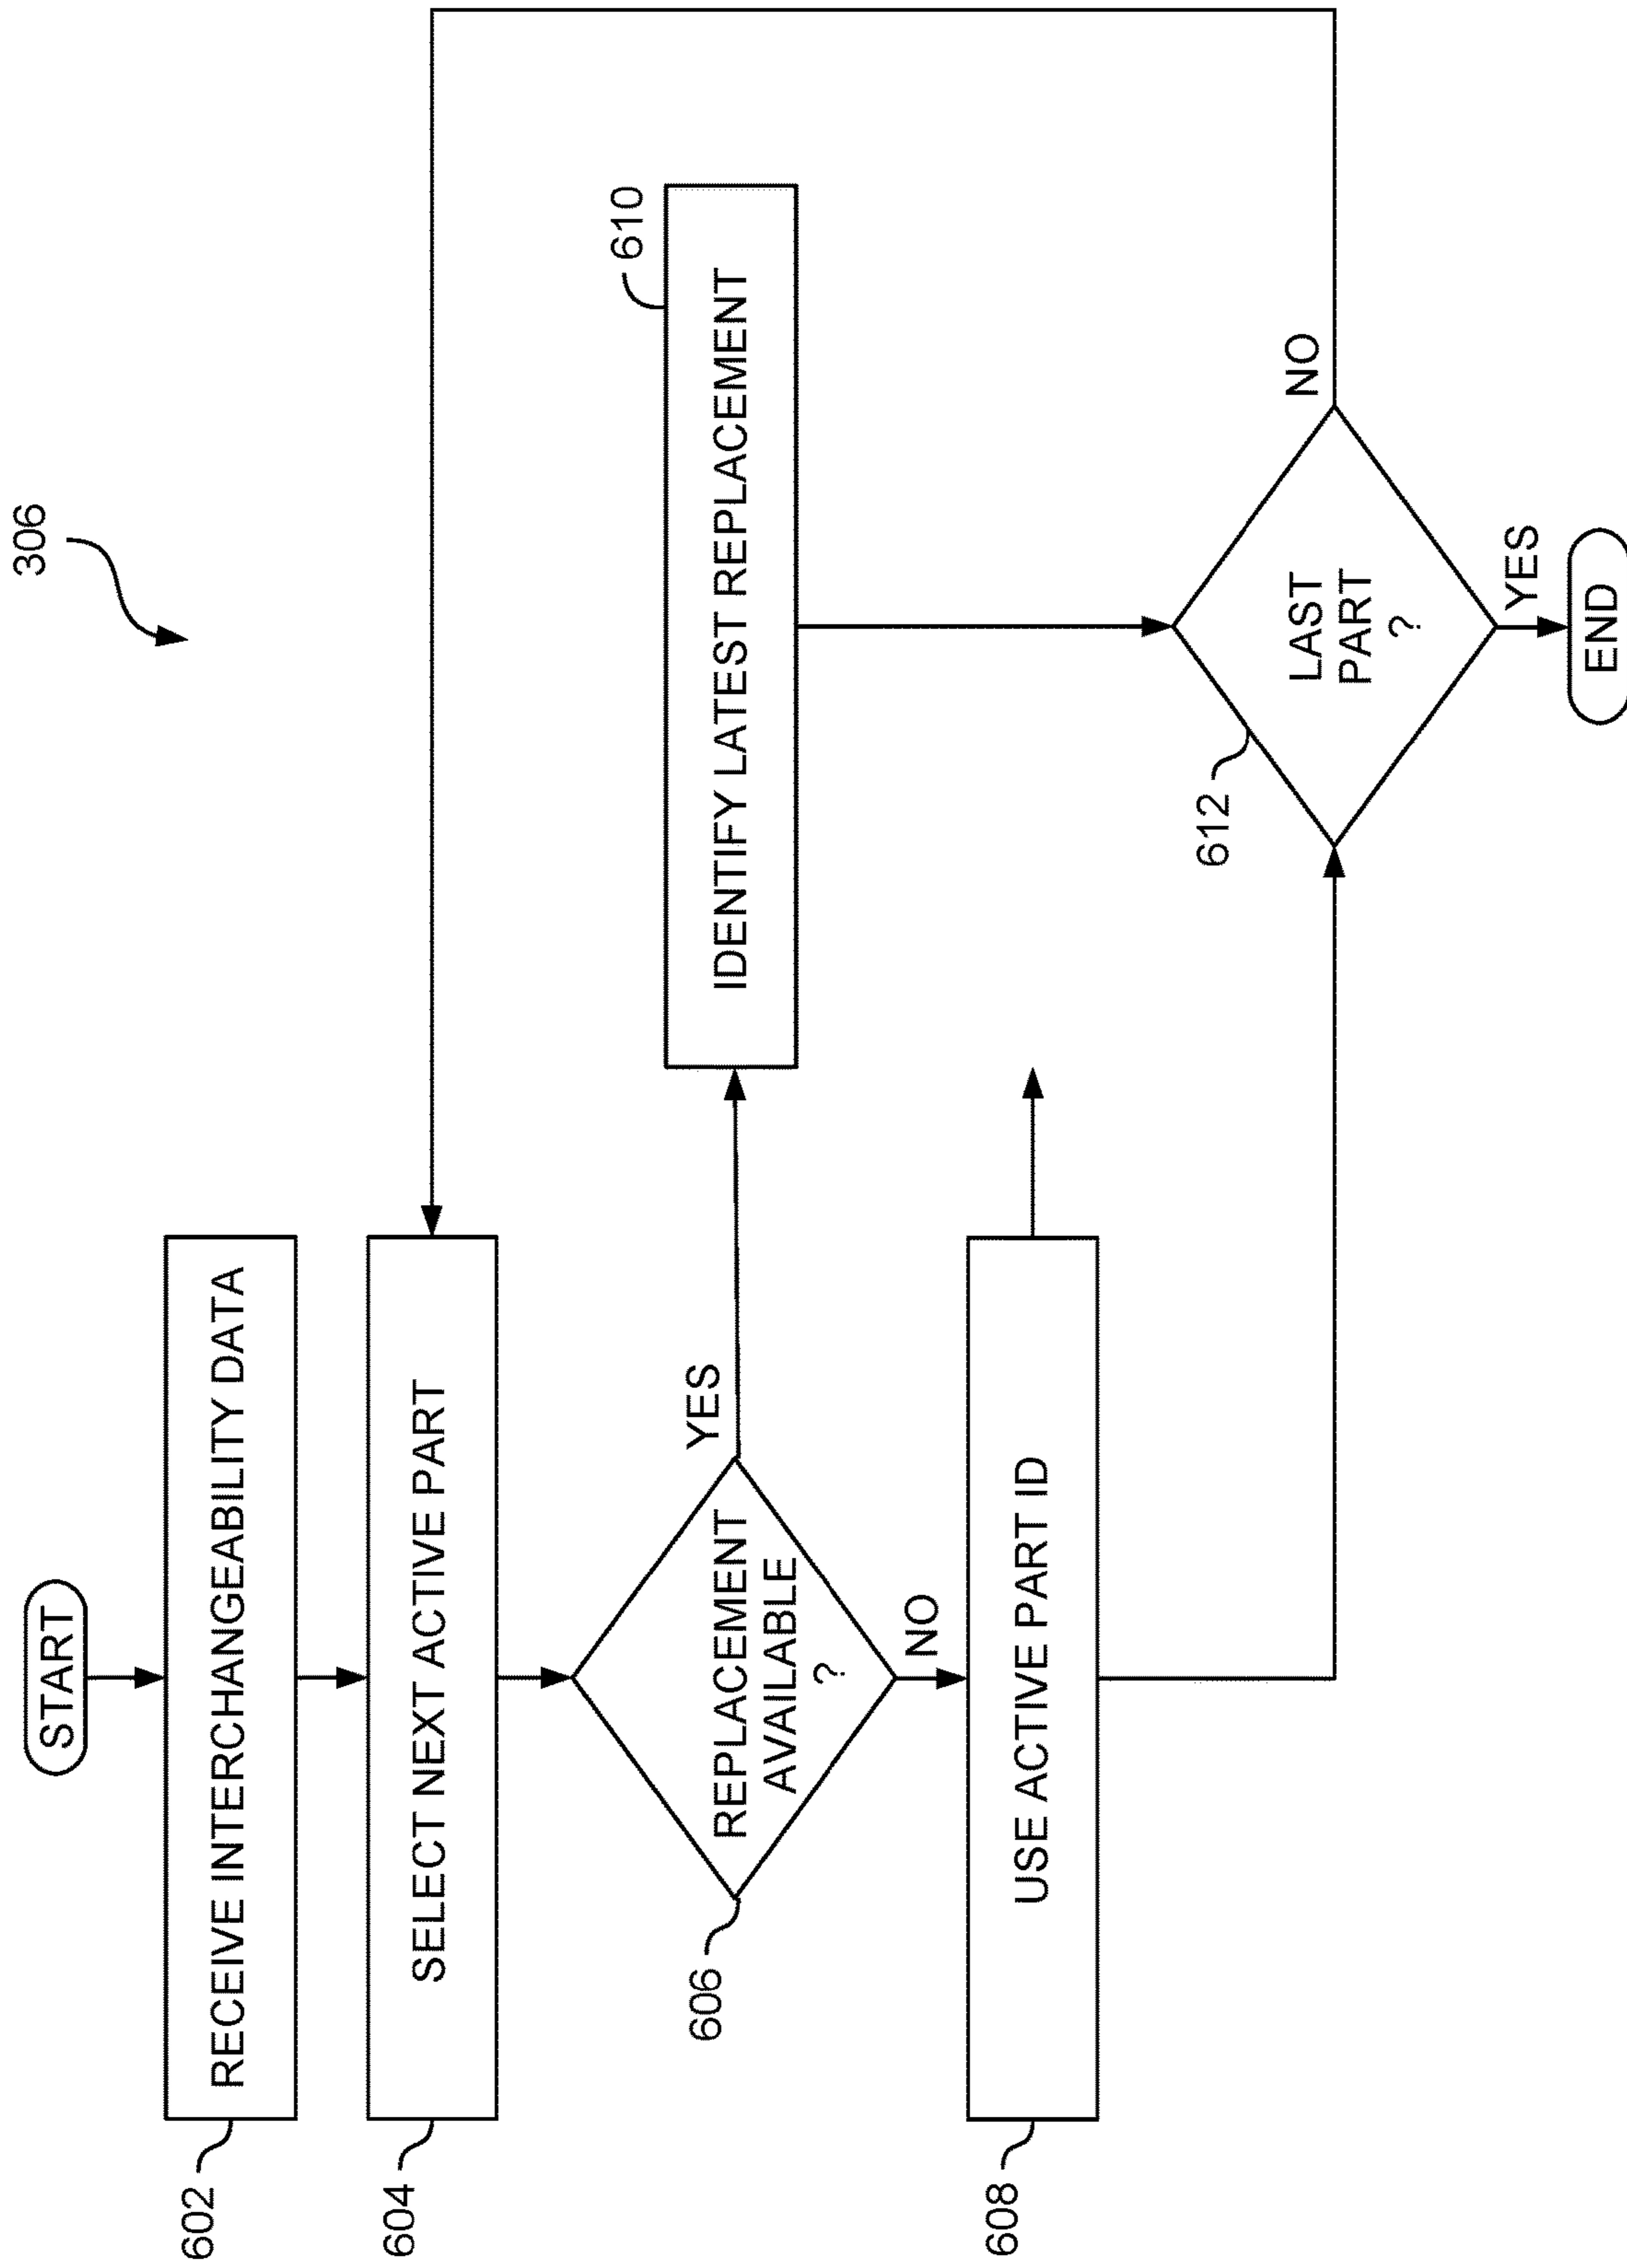 306
START
602
RECEIVE INTERCHANGEABILITY DATA
604
SELECT NEXT ACTIVE PART
606
REPLACEMENT
AVAILABLE
?
YES
610
IDENTIFY LATEST REPLACEMENT
NO
608
USE ACTIVE PART ID
612
LAST
PART
?
NO
YES
END